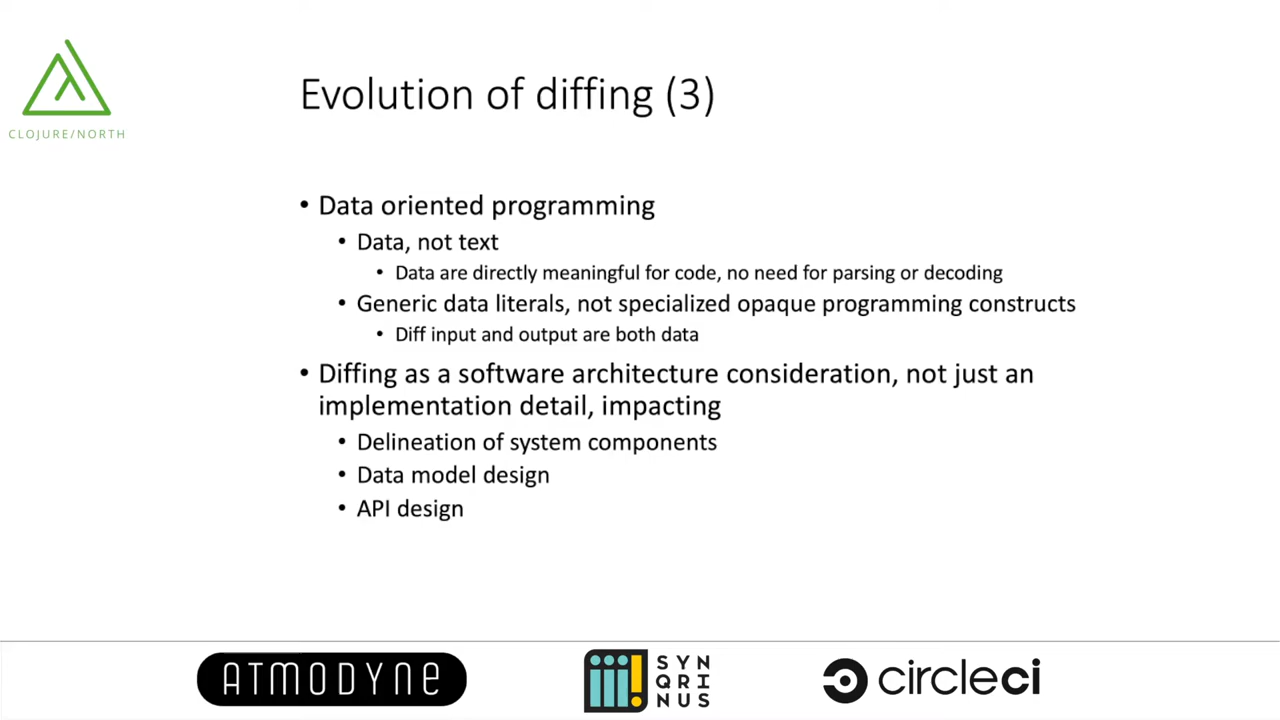 CLOJURE/NORTH
Evolution of diffing (3)
• Data oriented programming
• Data, not text
• Data are directly meaningful for code, no need for parsing or decoding
• Generic data literals, not specialized opaque programming constructs
• Diff input and output are both data
• Diffing as a software architecture consideration, not just an
implementation detail, impacting
• Delineation of system components
• Data model design
• API design
ATMODYNE
SYN
QRI
NUS
circleci